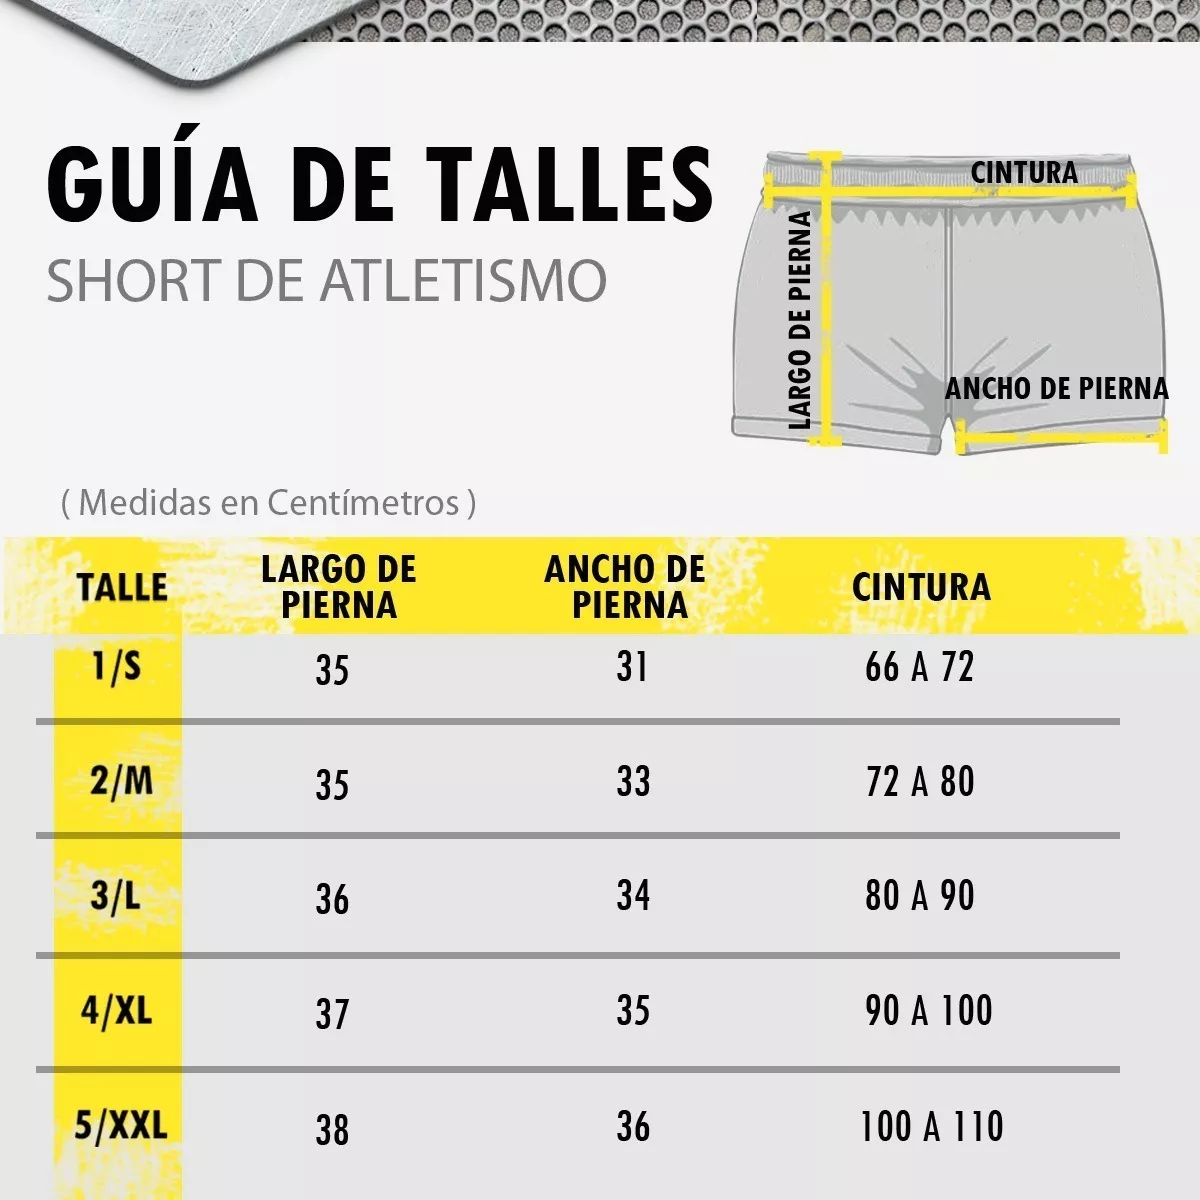 GUÍA DE TALLES
SHORT DE ATLETISMO
CINTURA
LARGO DE PIERNA
ANCHO DE PIERNA
( Medidas en Centímetros )
TALLE LARGO DE PIERNA ANCHO DE PIERNA CINTURA
1/S 35 31 66 A 72
2/M 35 33 72 A 80
3/L 36 34 80 A 90
4/XL 37 35 90 A 100
5/XXL 38 36 100 A 110